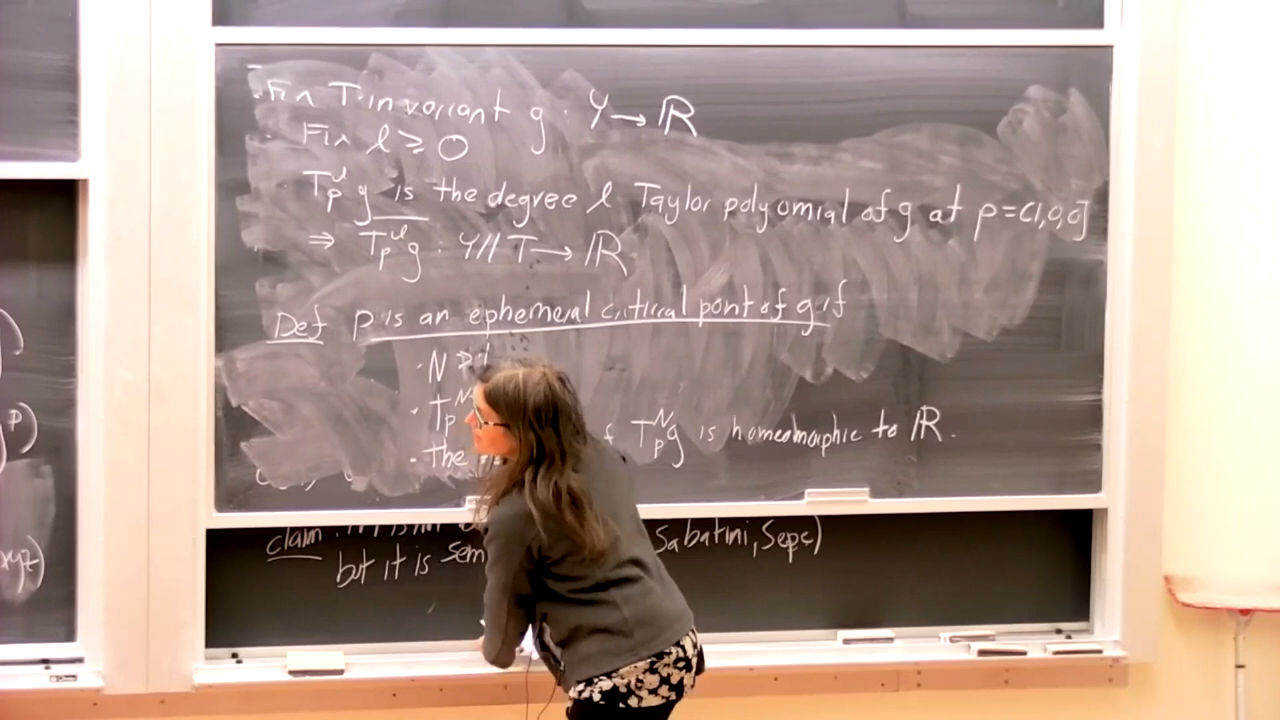 · Fix T-invariant g : Y → ℝ
· Fix l ⩾ 0
T_p^l g is the degree l Taylor polyomial of g at p = [1,0,0]
⇒ T_p^l g : Y//T → ℝ
Def p is an ephemeral critical point of g if
· N > 1
· T_p^N
· the of T_p^N g is homeomorphic to ℝ.
claim
but it is sem Sabatini, Sepe)
p)
xyz)